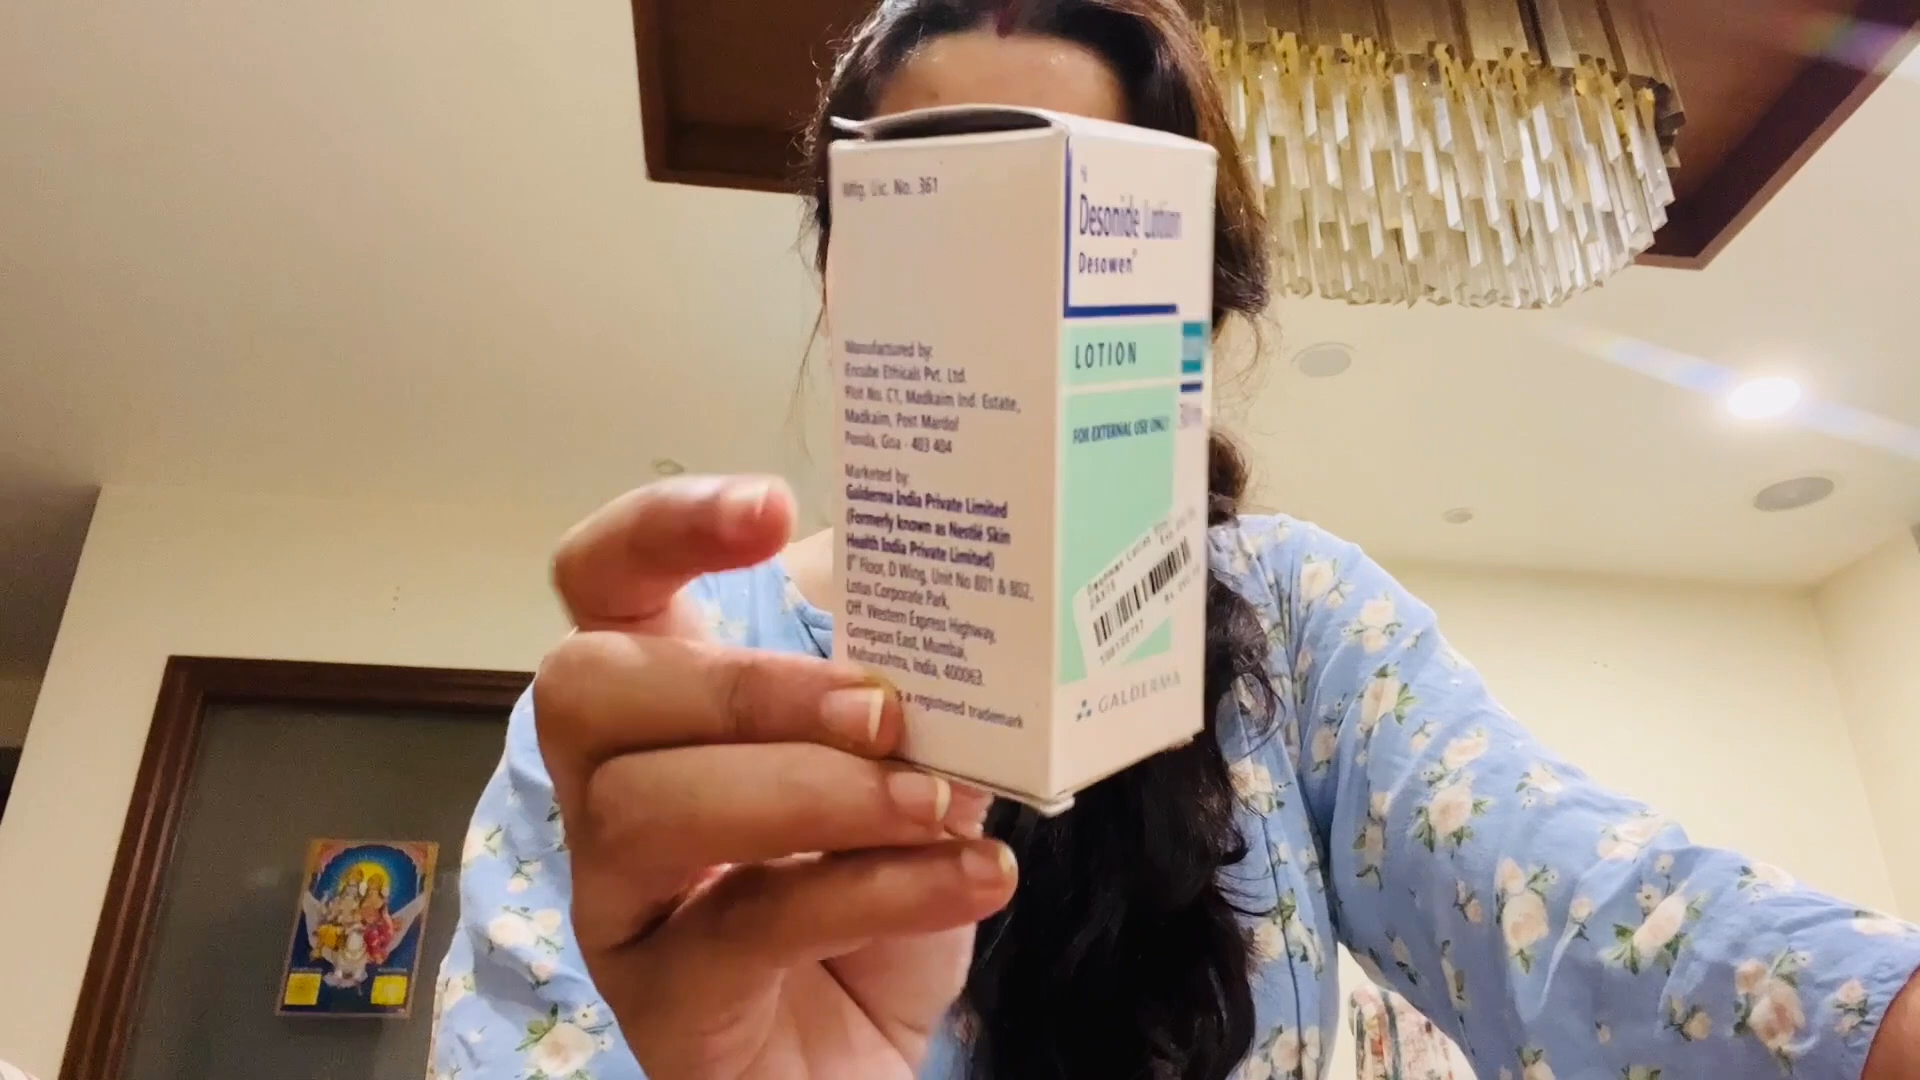 Mfg. Lic. No. 361
Manufactured by:
Encube Ethicals Pvt. Ltd.
Plot No. C1, Madkaim Ind. Estate,
Madkaim, Post Mardol
Ponda, Goa - 403 404
Marketed by:
Galderma India Private Limited
(Formerly known as Nestlé Skin
Health India Private Limited)
8th Floor, D Wing, Unit No 801 & 802,
Lotus Corporate Park,
Off. Western Express Highway,
Goregaon East, Mumbai,
Maharashtra, India, 400063.
a registered trademark
Desonide Lotion
Desowen®
LOTION
FOR EXTERNAL USE ONLY
Desowen Lotion
GALDERMA